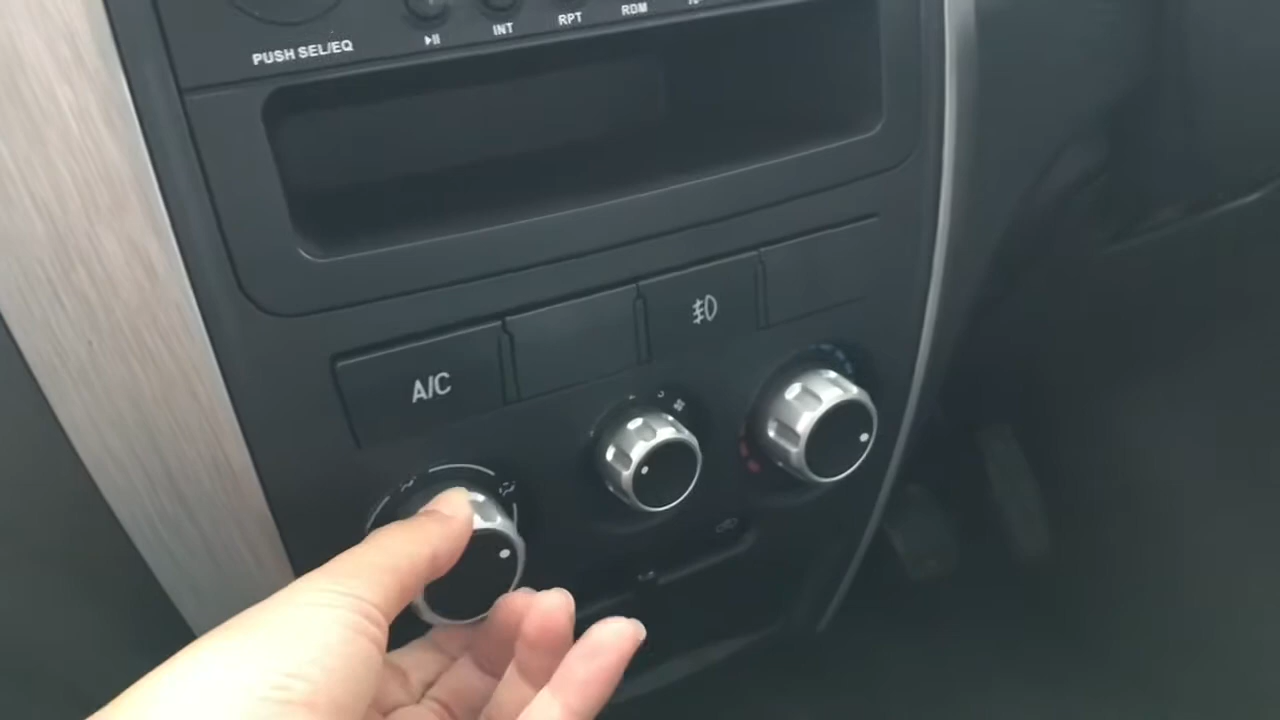 PUSH SEL/EQ
INT
RPT
RDM
A/C